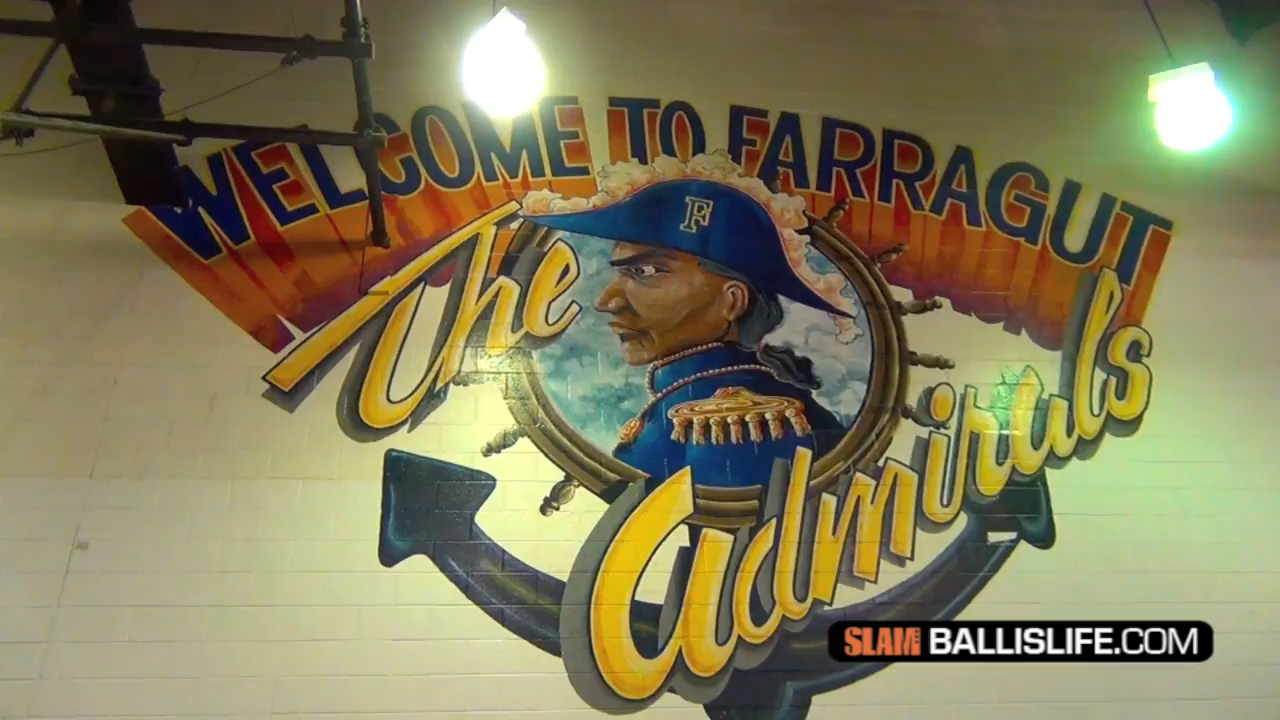 WELCOME TO FARRAGUT
F
The
admirals
SLAM BALLISLIFE.COM